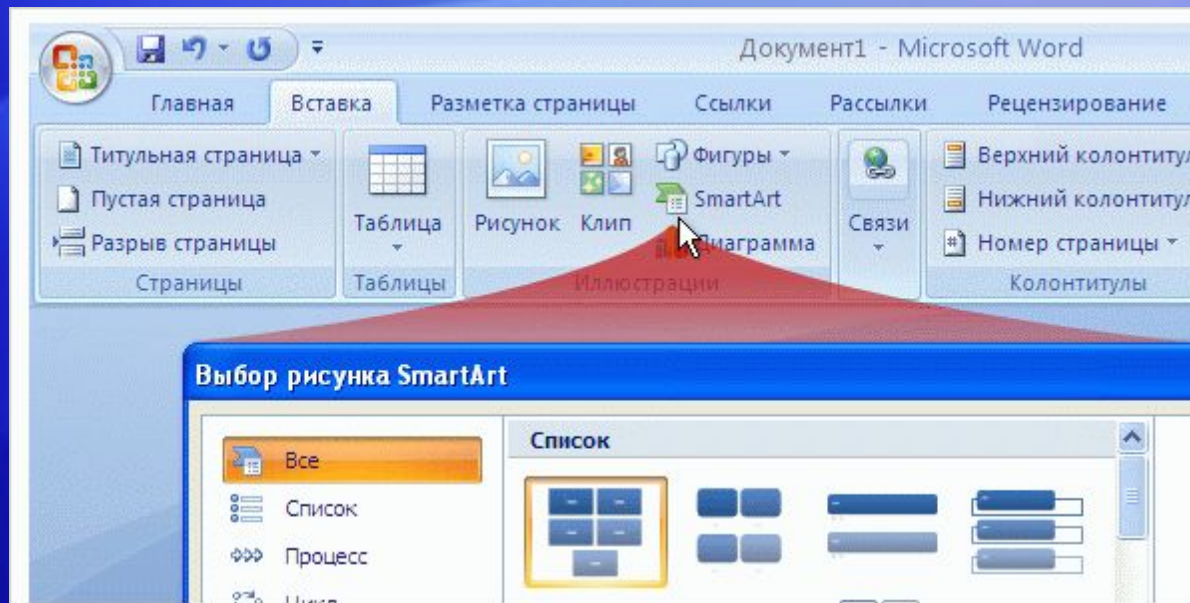 Документ1 - Microsoft Word
Главная Вставка Разметка страницы Ссылки Рассылки Рецензирование
Титульная страница
Пустая страница
Разрыв страницы
Страницы
Таблица
Таблицы
Рисунок
Клип
Фигуры
SmartArt
Диаграмма
Иллюстрации
Связи
Верхний колонтитул
Нижний колонтитул
Номер страницы
Колонтитулы
Выбор рисунка SmartArt
Все
Список
Процесс
Цикл
Список